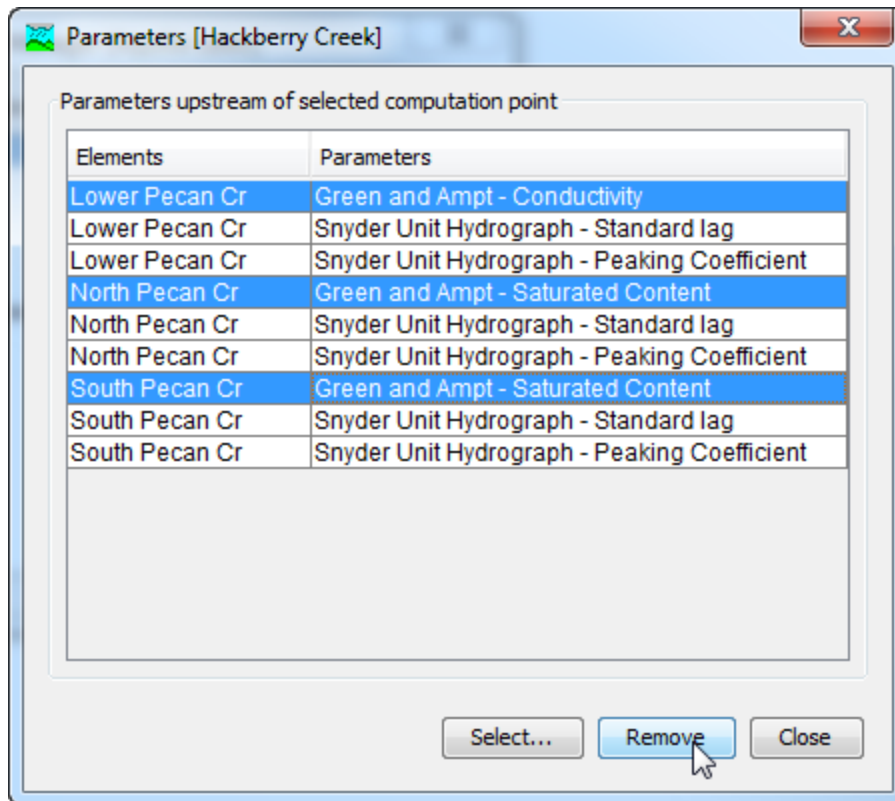 Parameters [Hackberry Creek]
Parameters upstream of selected computation point
Elements Parameters
Lower Pecan Cr Green and Ampt - Conductivity
Lower Pecan Cr Snyder Unit Hydrograph - Standard lag
Lower Pecan Cr Snyder Unit Hydrograph - Peaking Coefficient
North Pecan Cr Green and Ampt - Saturated Content
North Pecan Cr Snyder Unit Hydrograph - Standard lag
North Pecan Cr Snyder Unit Hydrograph - Peaking Coefficient
South Pecan Cr Green and Ampt - Saturated Content
South Pecan Cr Snyder Unit Hydrograph - Standard lag
South Pecan Cr Snyder Unit Hydrograph - Peaking Coefficient
Select... Remove Close